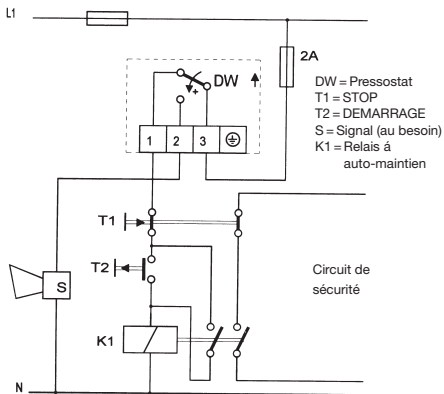 L1
2A
DW
+
1 2 3
DW = Pressostat
T1 = STOP
T2 = DEMARRAGE
S = Signal (au besoin)
K1 = Relais á
auto-maintien
T1
T2
S
K1
Circuit de
sécurité
N